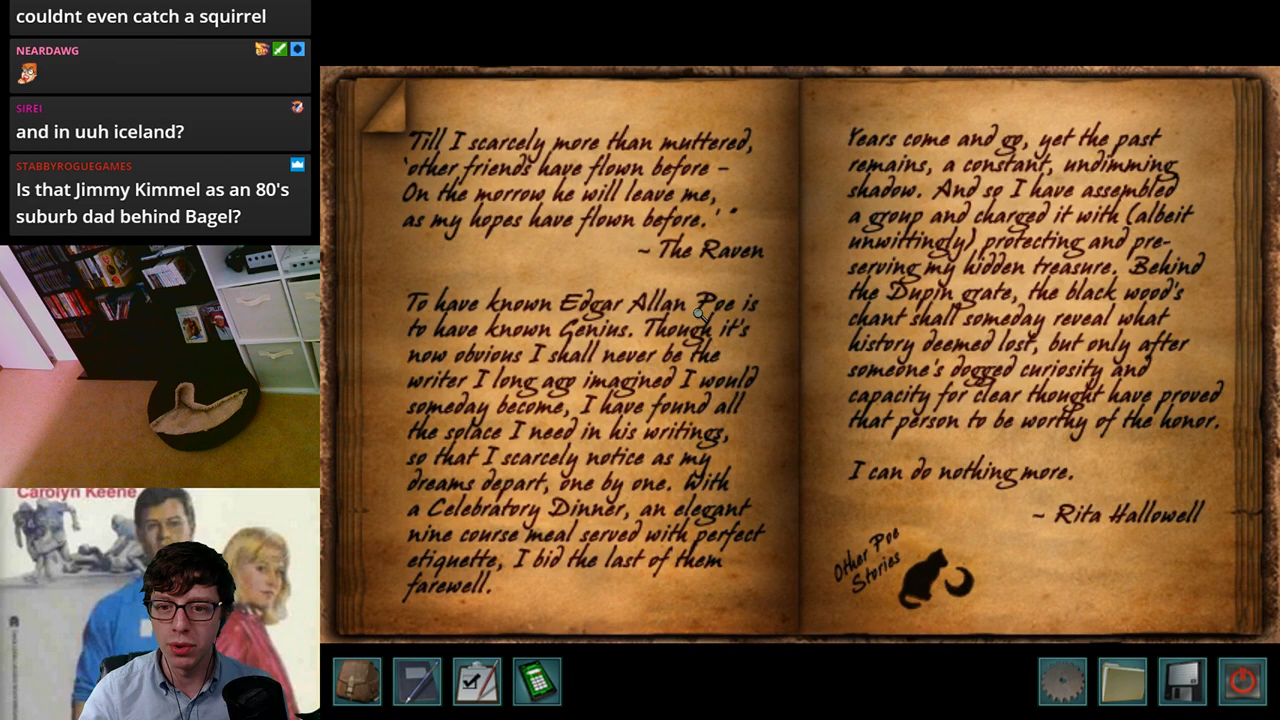 couldnt even catch a squirrel
NEARDAWG
SIREI
and in uuh iceland?
STABBYROGUEGAMES
Is that Jimmy Kimmel as an 80's
suburb dad behind Bagel?
Carolyn Keene
'Till I scarcely more than muttered,
'other friends have flown before –
On the morrow he will leave me,
as my hopes have flown before.' "
~ The Raven
To have known Edgar Allan Poe is
to have known Genius. Though it's
now obvious I shall never be the
writer I long ago imagined I would
someday become, I have found all
the solace I need in his writings,
so that I scarcely notice as my
dreams depart, one by one. With
a Celebratory Dinner, an elegant
nine course meal served with perfect
etiquette, I bid the last of them
farewell.
Years come and go, yet the past
remains, a constant, undimming
shadow. And so I have assembled
a group and charged it with (albeit
unwittingly) protecting and pre-
serving my hidden treasure. Behind
the Dupin grate, the black wood's
chant shall someday reveal what
history deemed lost, but only after
someone's dogged curiosity and
capacity for clear thought have proved
that person to be worthy of the honor.
I can do nothing more.
~ Rita Hallowell
Other Poe
Stories